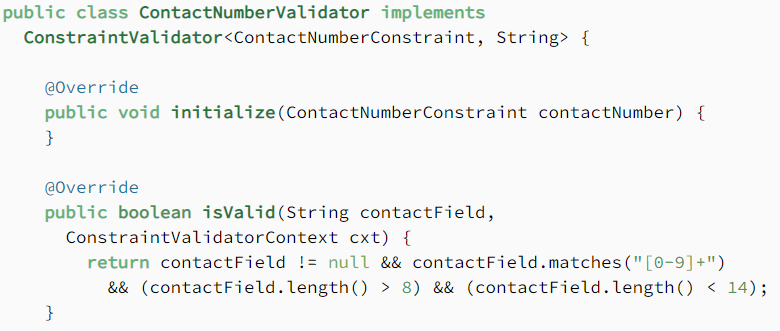 public class ContactNumberValidator implements
  ConstraintValidator<ContactNumberConstraint, String> {

    @Override
    public void initialize(ContactNumberConstraint contactNumber) {
    }

    @Override
    public boolean isValid(String contactField,
      ConstraintValidatorContext cxt) {
        return contactField != null && contactField.matches("[0-9]+")
          && (contactField.length() > 8) && (contactField.length() < 14);
    }